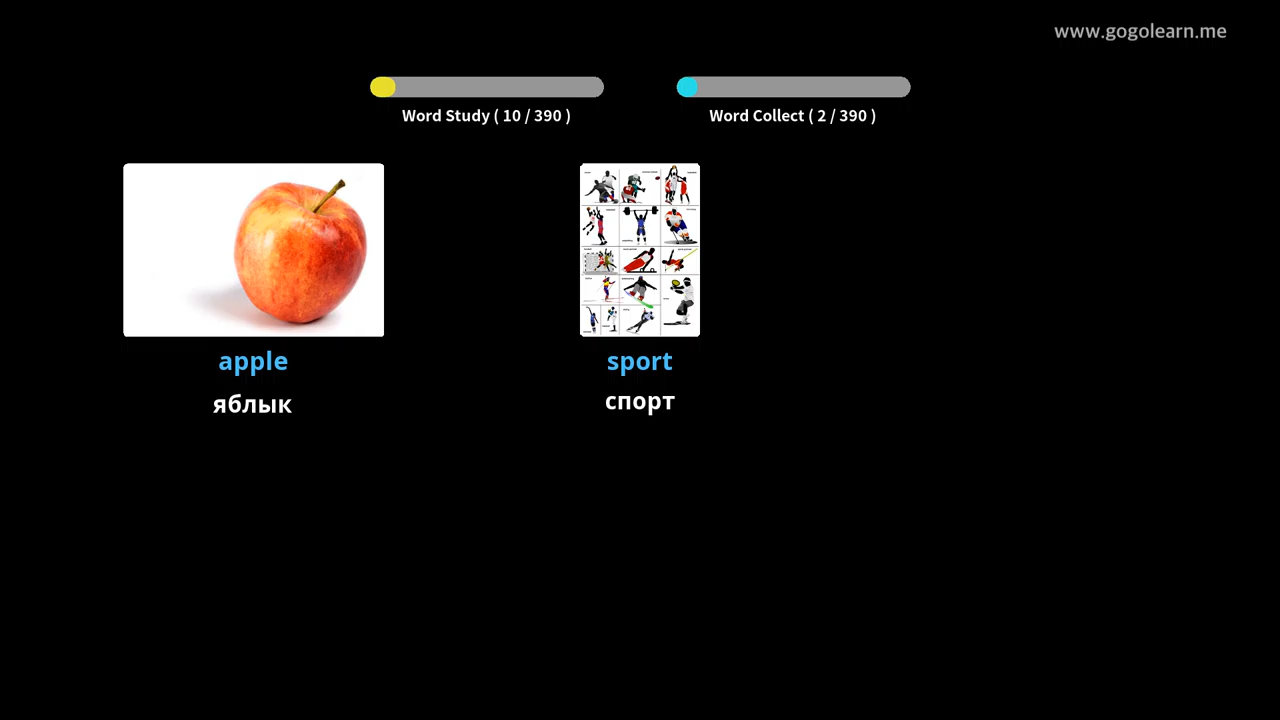 www.gogolearn.me
Word Study ( 10 / 390 )
Word Collect ( 2 / 390 )
apple
sport
яблык
спорт